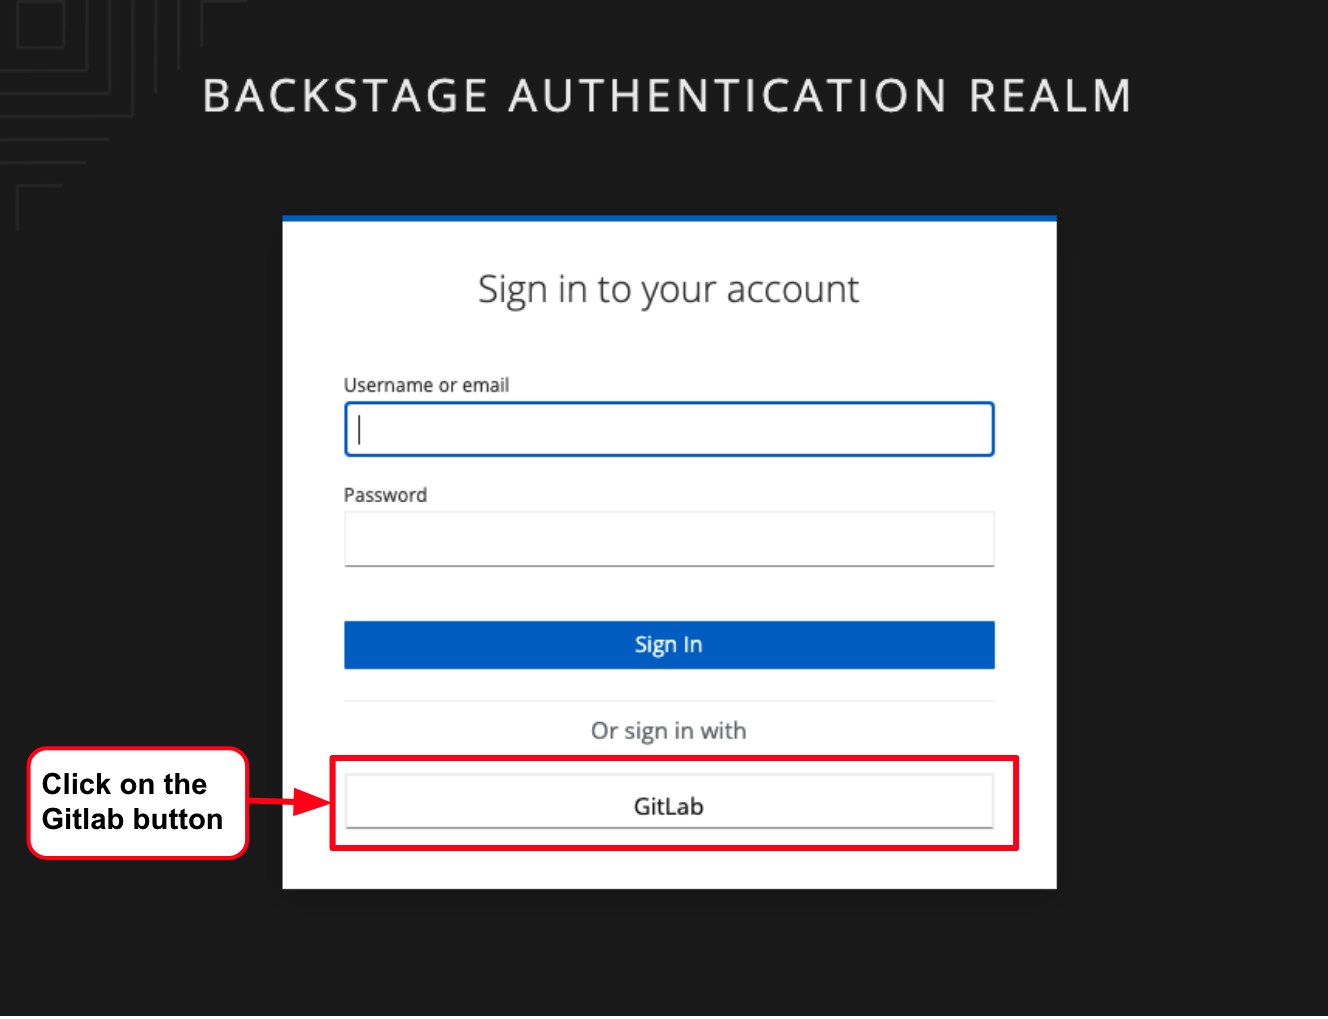 BACKSTAGE AUTHENTICATION REALM
Sign in to your account
Username or email
Password
Sign In
Or sign in with
Click on the
Gitlab button
GitLab